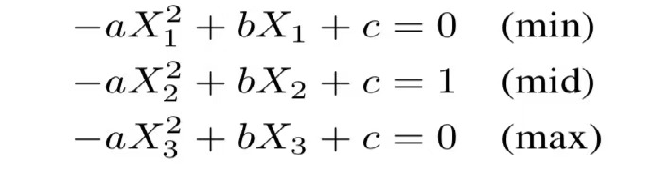 −aX₁² + bX₁ + c = 0 (min)
−aX₂² + bX₂ + c = 1 (mid)
−aX₃² + bX₃ + c = 0 (max)